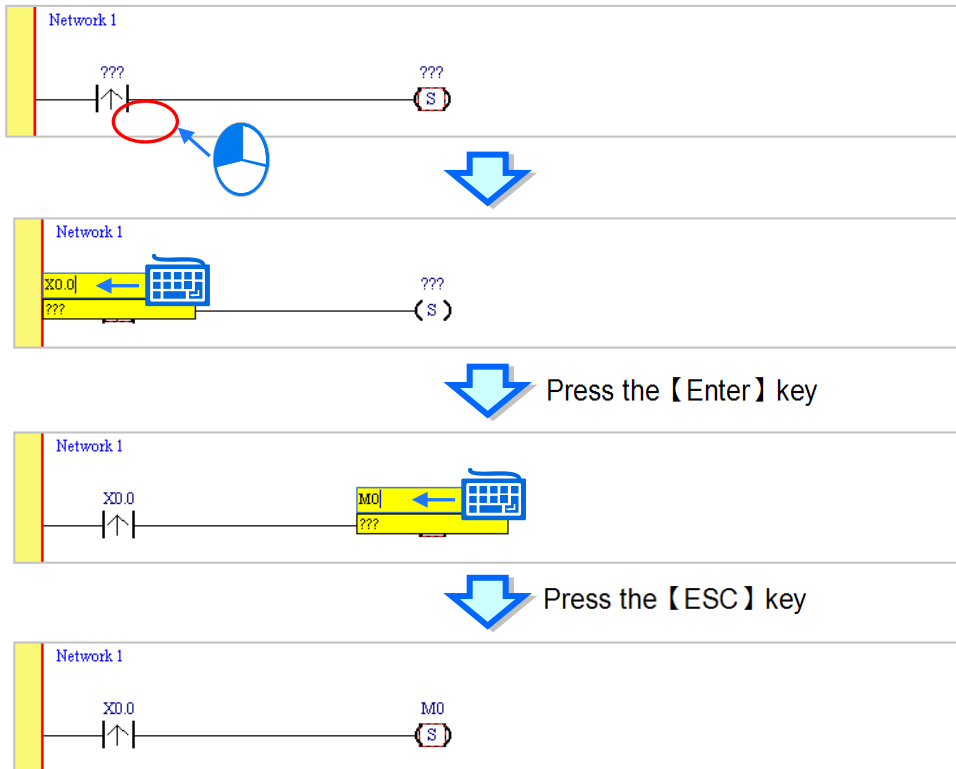 Network 1
??? ???
S
Network 1
X0.0
??? ???
S
Press the【Enter】key
Network 1
X0.0 M0
???
Press the【ESC】key
Network 1
X0.0 M0
S